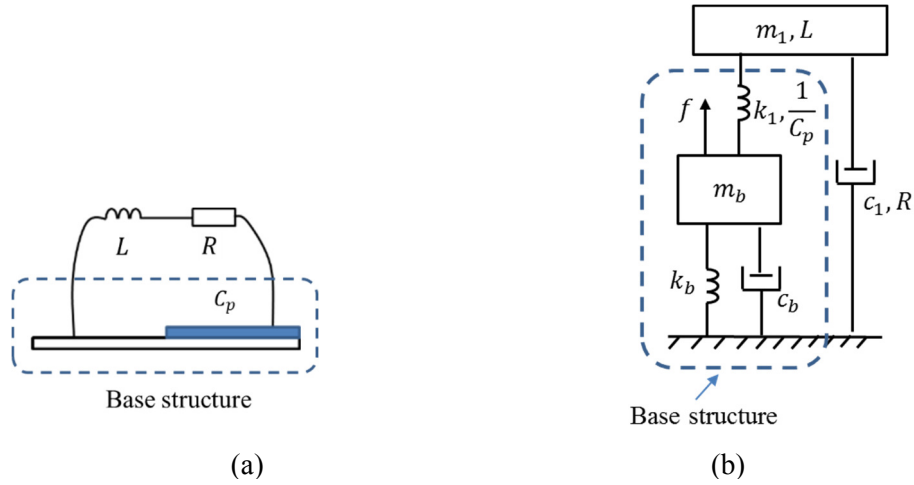 L
R
C_p
Base structure
(a)
m_1, L
f
k_1, 1/C_p
m_b
c_1, R
k_b
c_b
Base structure
(b)